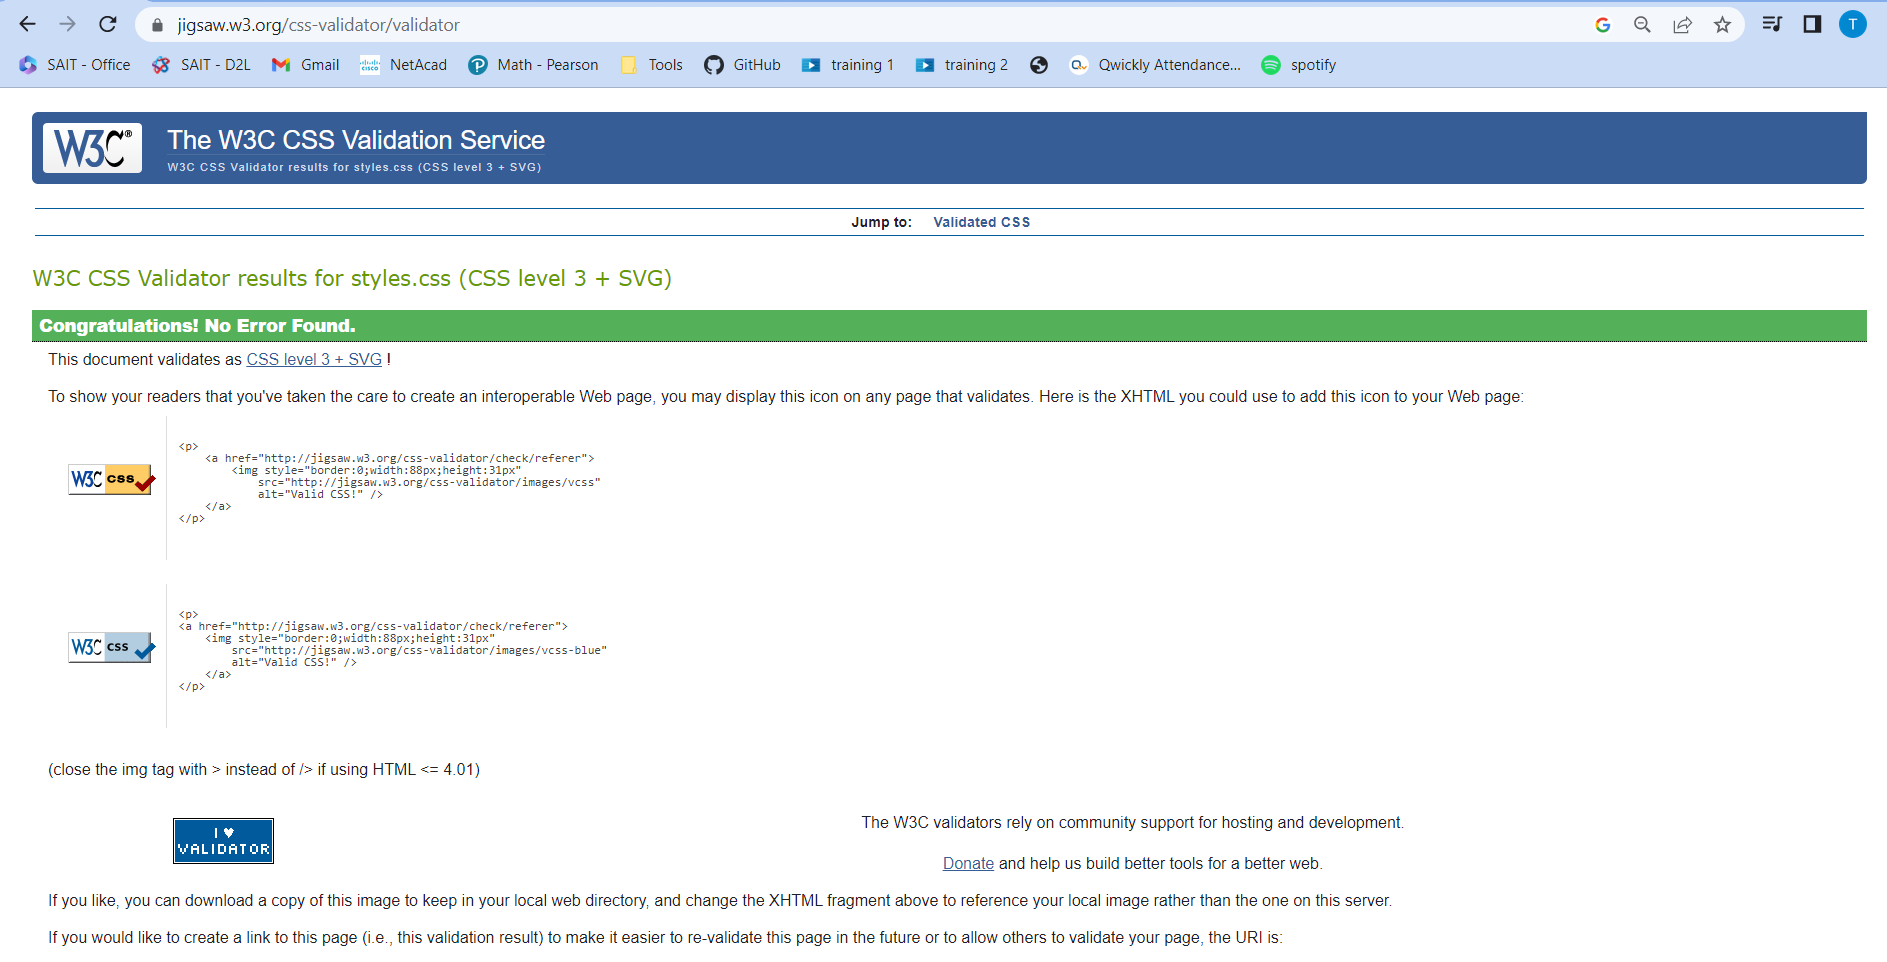 jigsaw.w3.org/css-validator/validator
T
SAIT - Office SAIT - D2L Gmail NetAcad Math - Pearson Tools GitHub training 1 training 2 Qwickly Attendance... spotify
W3C® The W3C CSS Validation Service
W3C CSS Validator results for styles.css (CSS level 3 + SVG)
Jump to: Validated CSS
W3C CSS Validator results for styles.css (CSS level 3 + SVG)
Congratulations! No Error Found.
This document validates as CSS level 3 + SVG !
To show your readers that you've taken the care to create an interoperable Web page, you may display this icon on any page that validates. Here is the XHTML you could use to add this icon to your Web page:
W3C css
<p>
<a href="http://jigsaw.w3.org/css-validator/check/referer">
<img style="border:0;width:88px;height:31px"
src="http://jigsaw.w3.org/css-validator/images/vcss"
alt="Valid CSS!" />
</a>
</p>
W3C css
<p>
<a href="http://jigsaw.w3.org/css-validator/check/referer">
<img style="border:0;width:88px;height:31px"
src="http://jigsaw.w3.org/css-validator/images/vcss-blue"
alt="Valid CSS!" />
</a>
</p>
(close the img tag with > instead of /> if using HTML <= 4.01)
I ♥
VALIDATOR
The W3C validators rely on community support for hosting and development.
Donate and help us build better tools for a better web.
If you like, you can download a copy of this image to keep in your local web directory, and change the XHTML fragment above to reference your local image rather than the one on this server.
If you would like to create a link to this page (i.e., this validation result) to make it easier to re-validate this page in the future or to allow others to validate your page, the URI is: